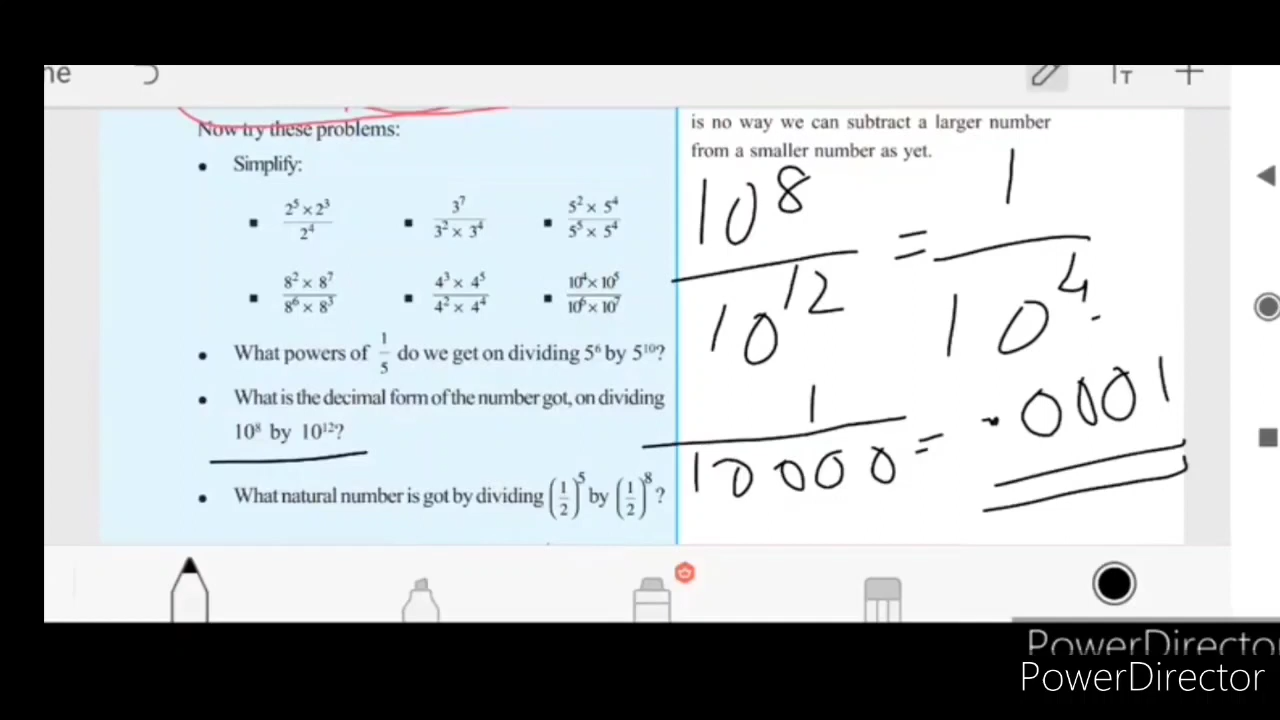 ne
Now try these problems:
• Simplify:
▪ 2⁵ × 2³ / 2⁴ ▪ 3⁷ / 3² × 3⁴ ▪ 5² × 5⁴ / 5⁵ × 5⁴
▪ 8² × 8⁷ / 8⁶ × 8³ ▪ 4³ × 4⁵ / 4² × 4⁴ ▪ 10⁴ × 10⁵ / 10⁶ × 10⁷
• What powers of 1/5 do we get on dividing 5⁶ by 5¹⁰?
• What is the decimal form of the number got, on dividing
10⁸ by 10¹²?
• What natural number is got by dividing (1/2)⁵ by (1/2)⁸ ?
is no way we can subtract a larger number
from a smaller number as yet.
10⁸ / 10¹² = 1 / 10⁴.
1 / 10000 = .0001
PowerDirector
PowerDirector